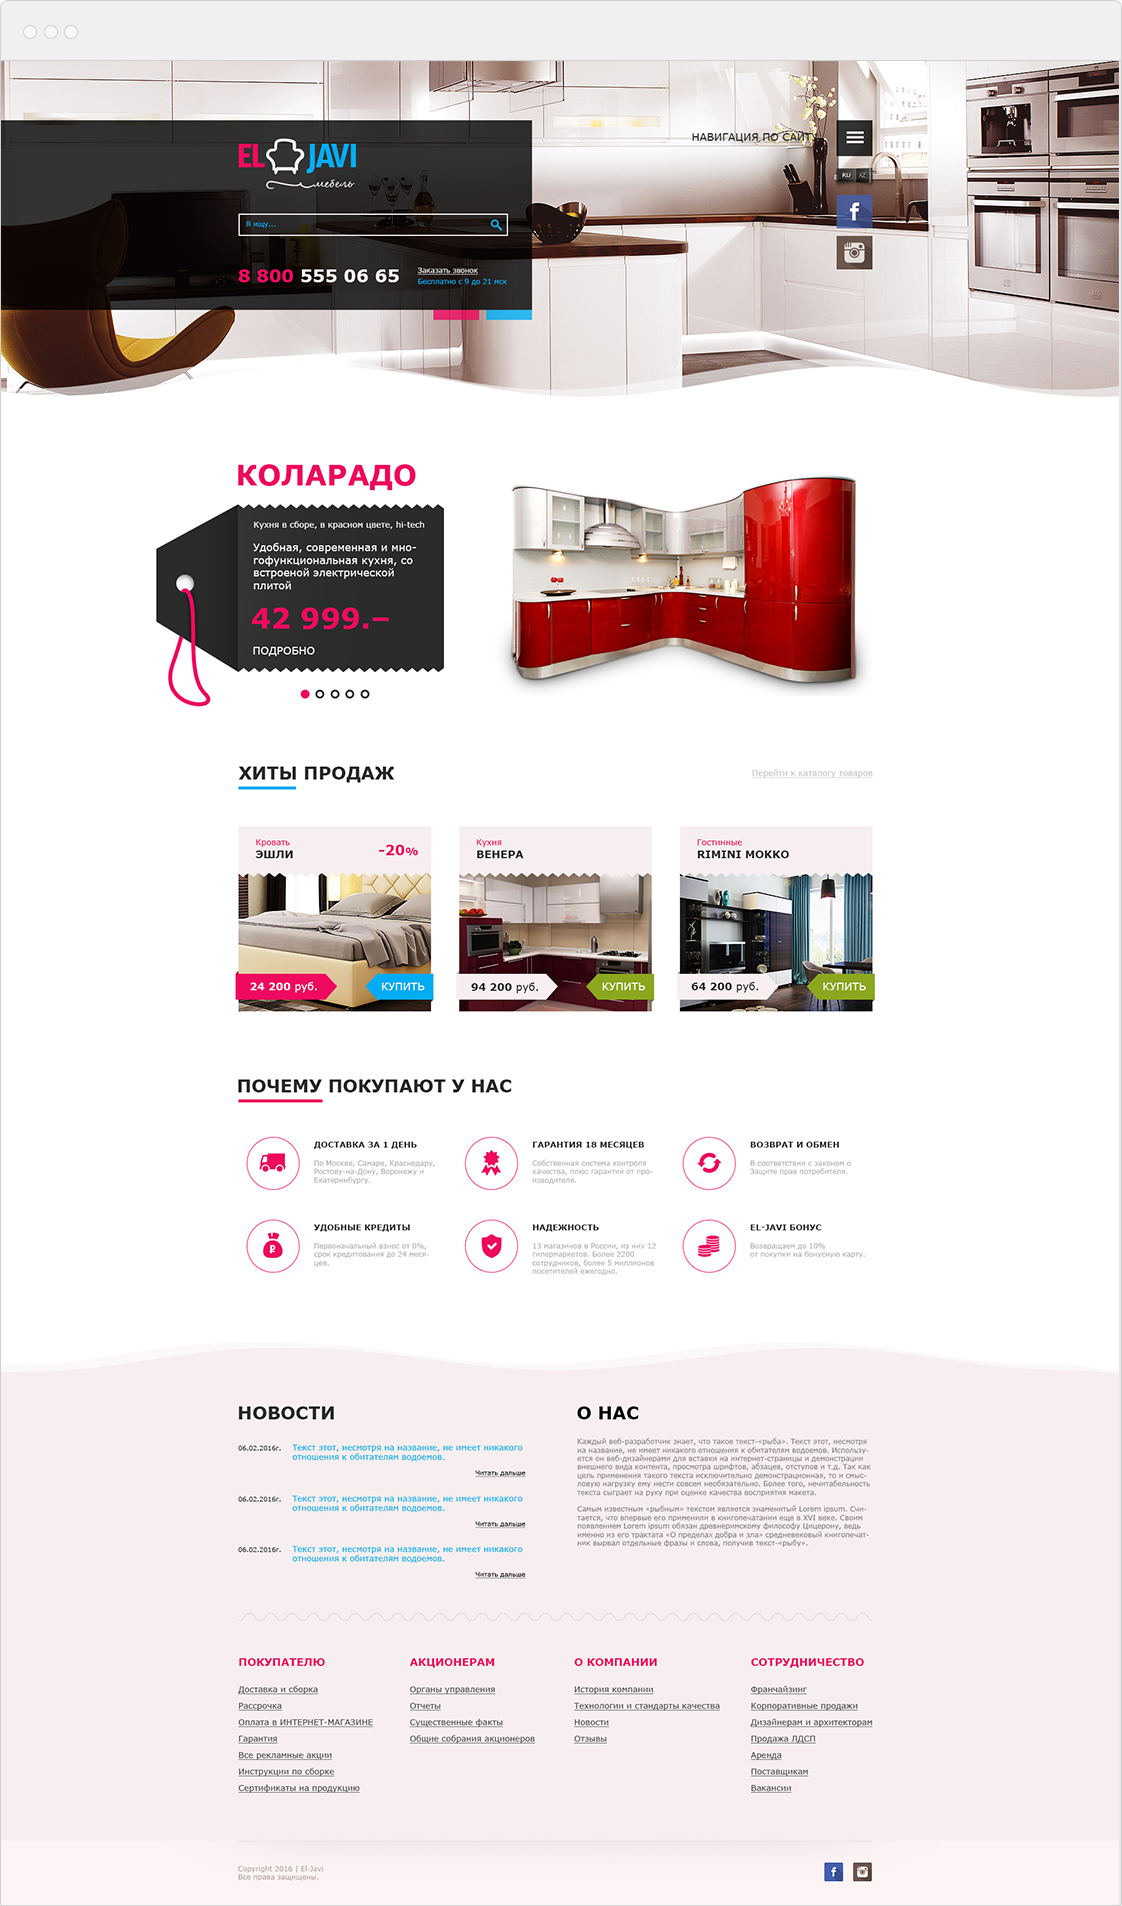 EL JAVI
мебель
НАВИГАЦИЯ ПО САЙТУ
RU AZ
Я ищу...
8 800 555 06 65
Заказать звонок
Бесплатно с 9 до 21 мск
КОЛАРАДО
Кухня в сборе, в красном цвете, hi-tech
Удобная, современная и мно-
гофункциональная кухня, со
встроеной электрической
плитой
42 999.–
ПОДРОБНО
ХИТЫ ПРОДАЖ
Перейти к каталогу товаров
Кровать
ЭШЛИ
-20%
24 200 руб.
КУПИТЬ
Кухня
ВЕНЕРА
94 200 руб.
КУПИТЬ
Гостинные
RIMINI МОККО
64 200 руб.
КУПИТЬ
ПОЧЕМУ ПОКУПАЮТ У НАС
ДОСТАВКА ЗА 1 ДЕНЬ
По Москве, Самаре, Краснодару,
Ростову-на-Дону, Воронежу и
Екатеринбургу.
ГАРАНТИЯ 18 МЕСЯЦЕВ
Собственная система контроля
качества, плюс гарантия от про-
изводителя.
ВОЗВРАТ И ОБМЕН
В соответствии с законом о
Защите прав потребителя.
УДОБНЫЕ КРЕДИТЫ
Первоначальный взнос от 0%,
срок кредитования до 24 меся-
цев.
НАДЕЖНОСТЬ
13 магазинов в России, из них 12
гипермаркетов. Более 2200
сотрудников, более 5 миллионов
посетителей ежегодно.
EL-JAVI БОНУС
Возвращаем до 10%
от покупки на бонусную карту.
НОВОСТИ
06.02.2016г.
Текст этот, несмотря на название, не имеет никакого
отношения к обитателям водоемов.
Читать дальше
06.02.2016г.
Текст этот, несмотря на название, не имеет никакого
отношения к обитателям водоемов.
Читать дальше
06.02.2016г.
Текст этот, несмотря на название, не имеет никакого
отношения к обитателям водоемов.
Читать дальше
О НАС
Каждый веб-разработчик знает, что такое текст-«рыба». Текст этот, несмотря
на название, не имеет никакого отношения к обитателям водоемов. Использу-
ется он веб-дизайнерами для вставки на интернет-страницы и демонстрации
внешнего вида контента, просмотра шрифтов, абзацев, отступов и т.д. Так как
цель применения такого текста исключительно демонстрационная, то и смыс-
ловую нагрузку ему нести совсем необязательно. Более того, нечитабельность
текста сыграет на руку при оценке качества восприятия макета.
Самым известным «рыбным» текстом является знаменитый Lorem ipsum. Счи-
тается, что впервые его применили в книгопечатании еще в XVI веке. Своим
появлением Lorem ipsum обязан древнеримскому философу Цицерону, ведь
именно из его трактата «О пределах добра и зла» средневековый книгопечат-
ник вырвал отдельные фразы и слова, получив текст-«рыбу».
ПОКУПАТЕЛЮ
Доставка и сборка
Рассрочка
Оплата в ИНТЕРНЕТ-МАГАЗИНЕ
Гарантия
Все рекламные акции
Инструкции по сборке
Сертификаты на продукцию
АКЦИОНЕРАМ
Органы управления
Отчеты
Существенные факты
Общие собрания акционеров
О КОМПАНИИ
История компании
Технологии и стандарты качества
Новости
Отзывы
СОТРУДНИЧЕСТВО
Франчайзинг
Корпоративные продажи
Дизайнерам и архитекторам
Продажа ЛДСП
Аренда
Поставщикам
Вакансии
Copyright 2016 | El-Javi
Все права защищены.